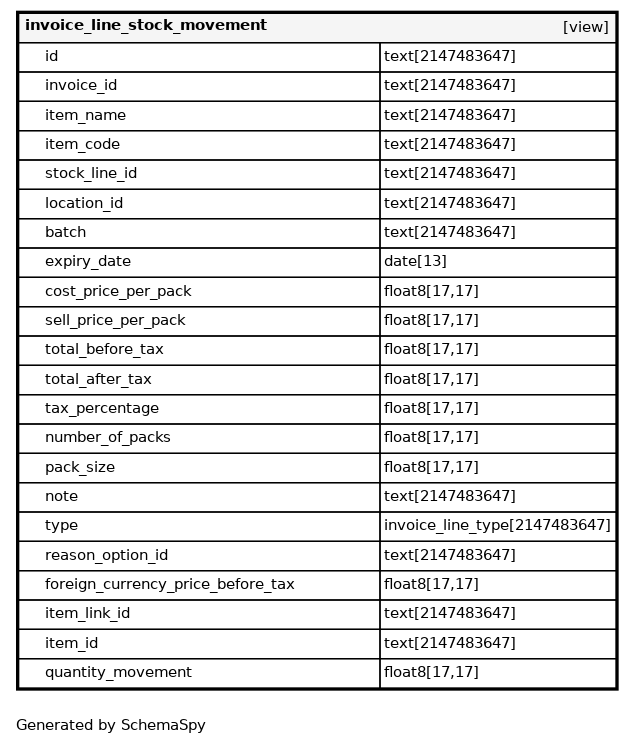 invoice_line_stock_movement [view]
id text[2147483647]
invoice_id text[2147483647]
item_name text[2147483647]
item_code text[2147483647]
stock_line_id text[2147483647]
location_id text[2147483647]
batch text[2147483647]
expiry_date date[13]
cost_price_per_pack float8[17,17]
sell_price_per_pack float8[17,17]
total_before_tax float8[17,17]
total_after_tax float8[17,17]
tax_percentage float8[17,17]
number_of_packs float8[17,17]
pack_size float8[17,17]
note text[2147483647]
type invoice_line_type[2147483647]
reason_option_id text[2147483647]
foreign_currency_price_before_tax float8[17,17]
item_link_id text[2147483647]
item_id text[2147483647]
quantity_movement float8[17,17]
Generated by SchemaSpy